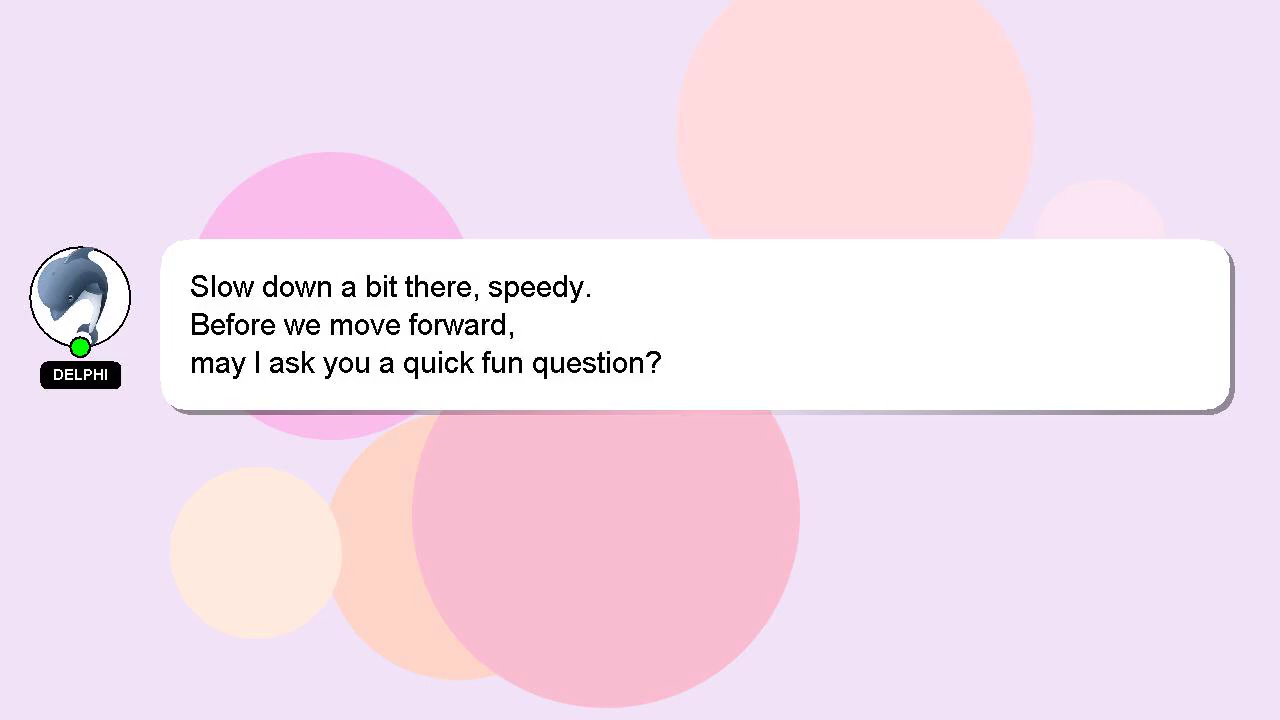 Slow down a bit there, speedy.
Before we move forward,
may I ask you a quick fun question?
DELPHI